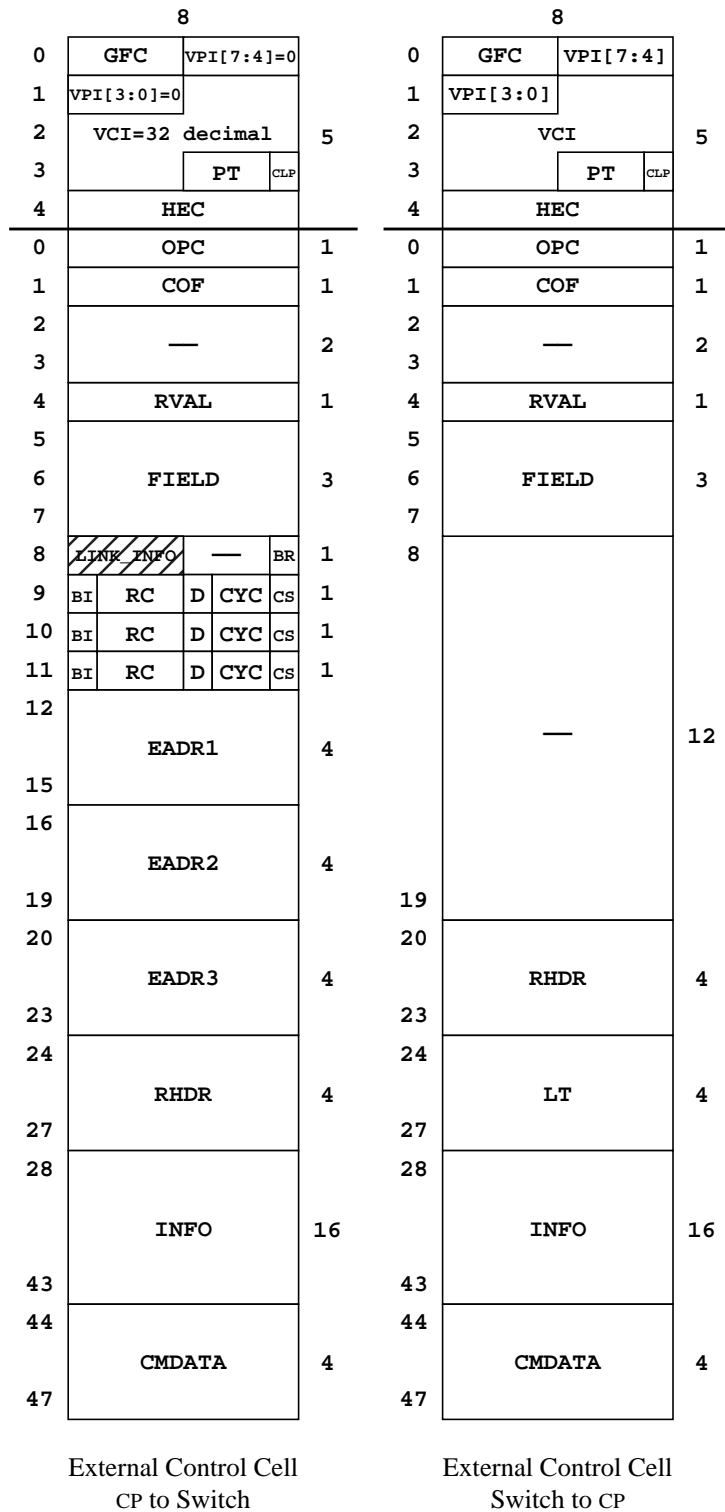 8
0 GFC VPI[7:4]=0
1 VPI[3:0]=0
2 VCI=32 decimal 5
3 PT CLP
4 HEC
0 OPC 1
1 COF 1
2
— 2
3
4 RVAL 1
5
6 FIELD 3
7
8 LINK_INFO — BR 1
9 BI RC D CYC CS 1
10 BI RC D CYC CS 1
11 BI RC D CYC CS 1
12
EADR1 4
15
16
EADR2 4
19
20
EADR3 4
23
24
RHDR 4
27
28
INFO 16
43
44
CMDATA 4
47
External Control Cell
CP to Switch
8
0 GFC VPI[7:4]
1 VPI[3:0]
2 VCI 5
3 PT CLP
4 HEC
0 OPC 1
1 COF 1
2
— 2
3
4 RVAL 1
5
6 FIELD 3
7
8
— 12
19
20
RHDR 4
23
24
LT 4
27
28
INFO 16
43
44
CMDATA 4
47
External Control Cell
Switch to CP